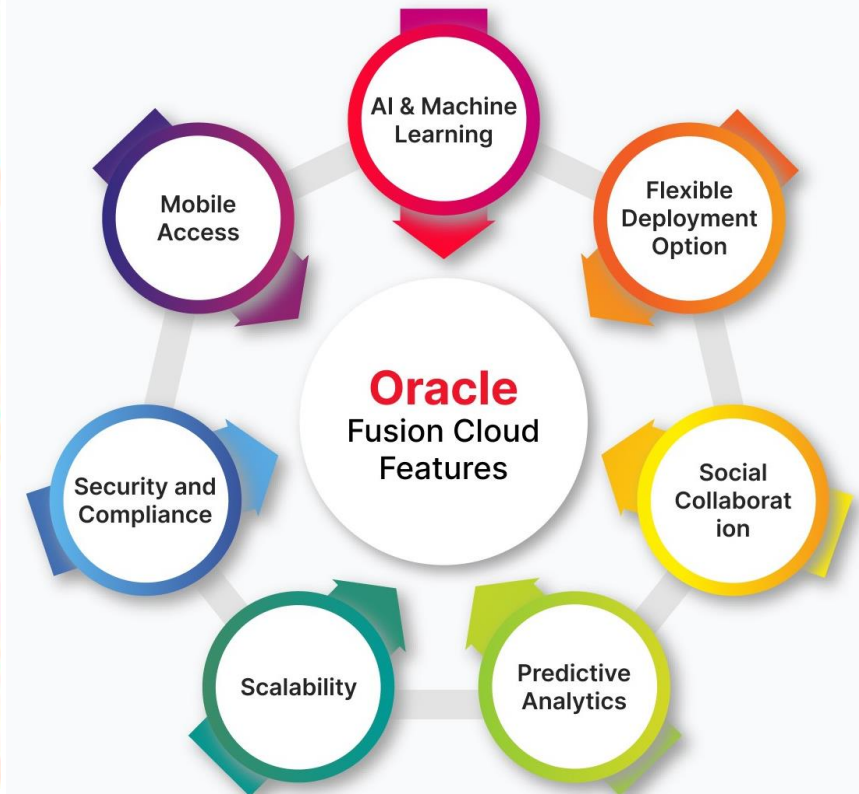 AI & Machine
Learning
Flexible
Deployment
Option
Social
Collaborat
ion
Predictive
Analytics
Scalability
Security and
Compliance
Mobile
Access
Oracle
Fusion Cloud
Features